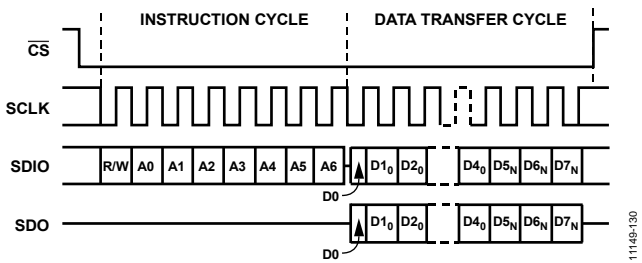 INSTRUCTION CYCLE DATA TRANSFER CYCLE
CS
SCLK
SDIO R/W A0 A1 A2 A3 A4 A5 A6 D1₀ D2₀ D4₀ D5N D6N D7N
D0
SDO D1₀ D2₀ D4₀ D5N D6N D7N
D0
11149-130